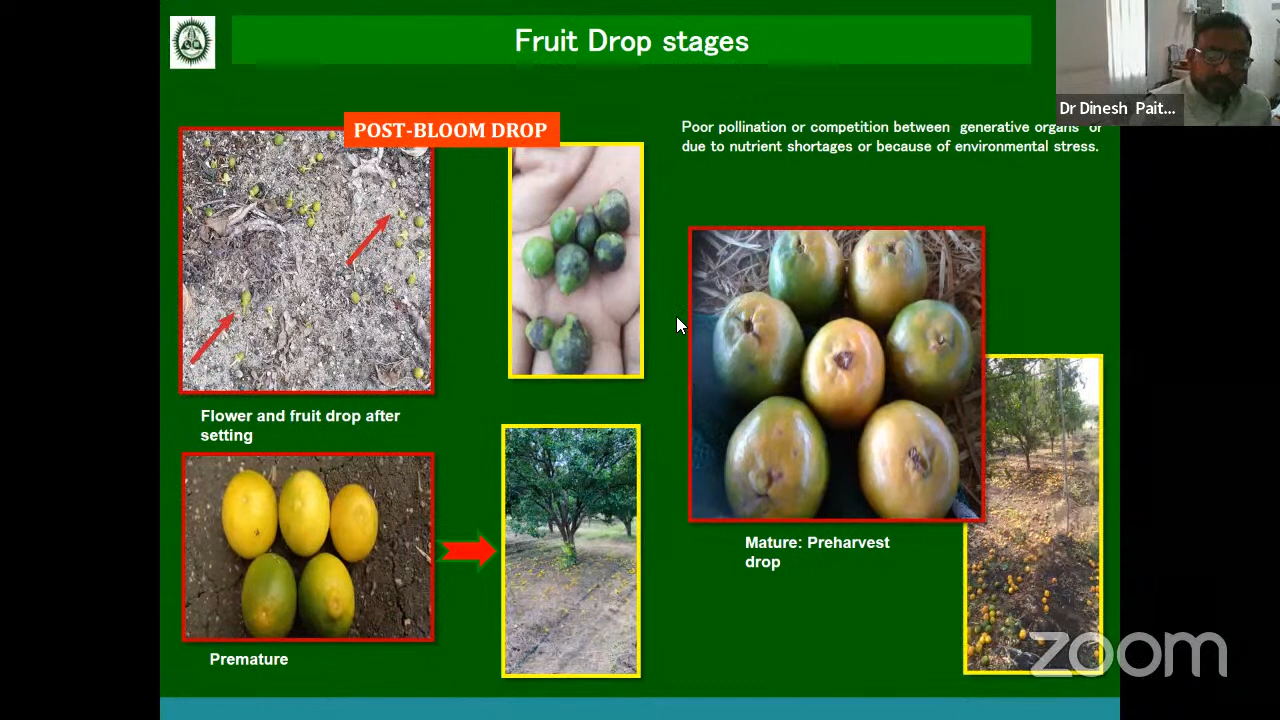 Fruit Drop stages
Dr Dinesh Pait...
POST-BLOOM DROP
Poor pollination or competition between generative organs or
due to nutrient shortages or because of environmental stress.
Flower and fruit drop after
setting
Mature: Preharvest
drop
Premature
zoom